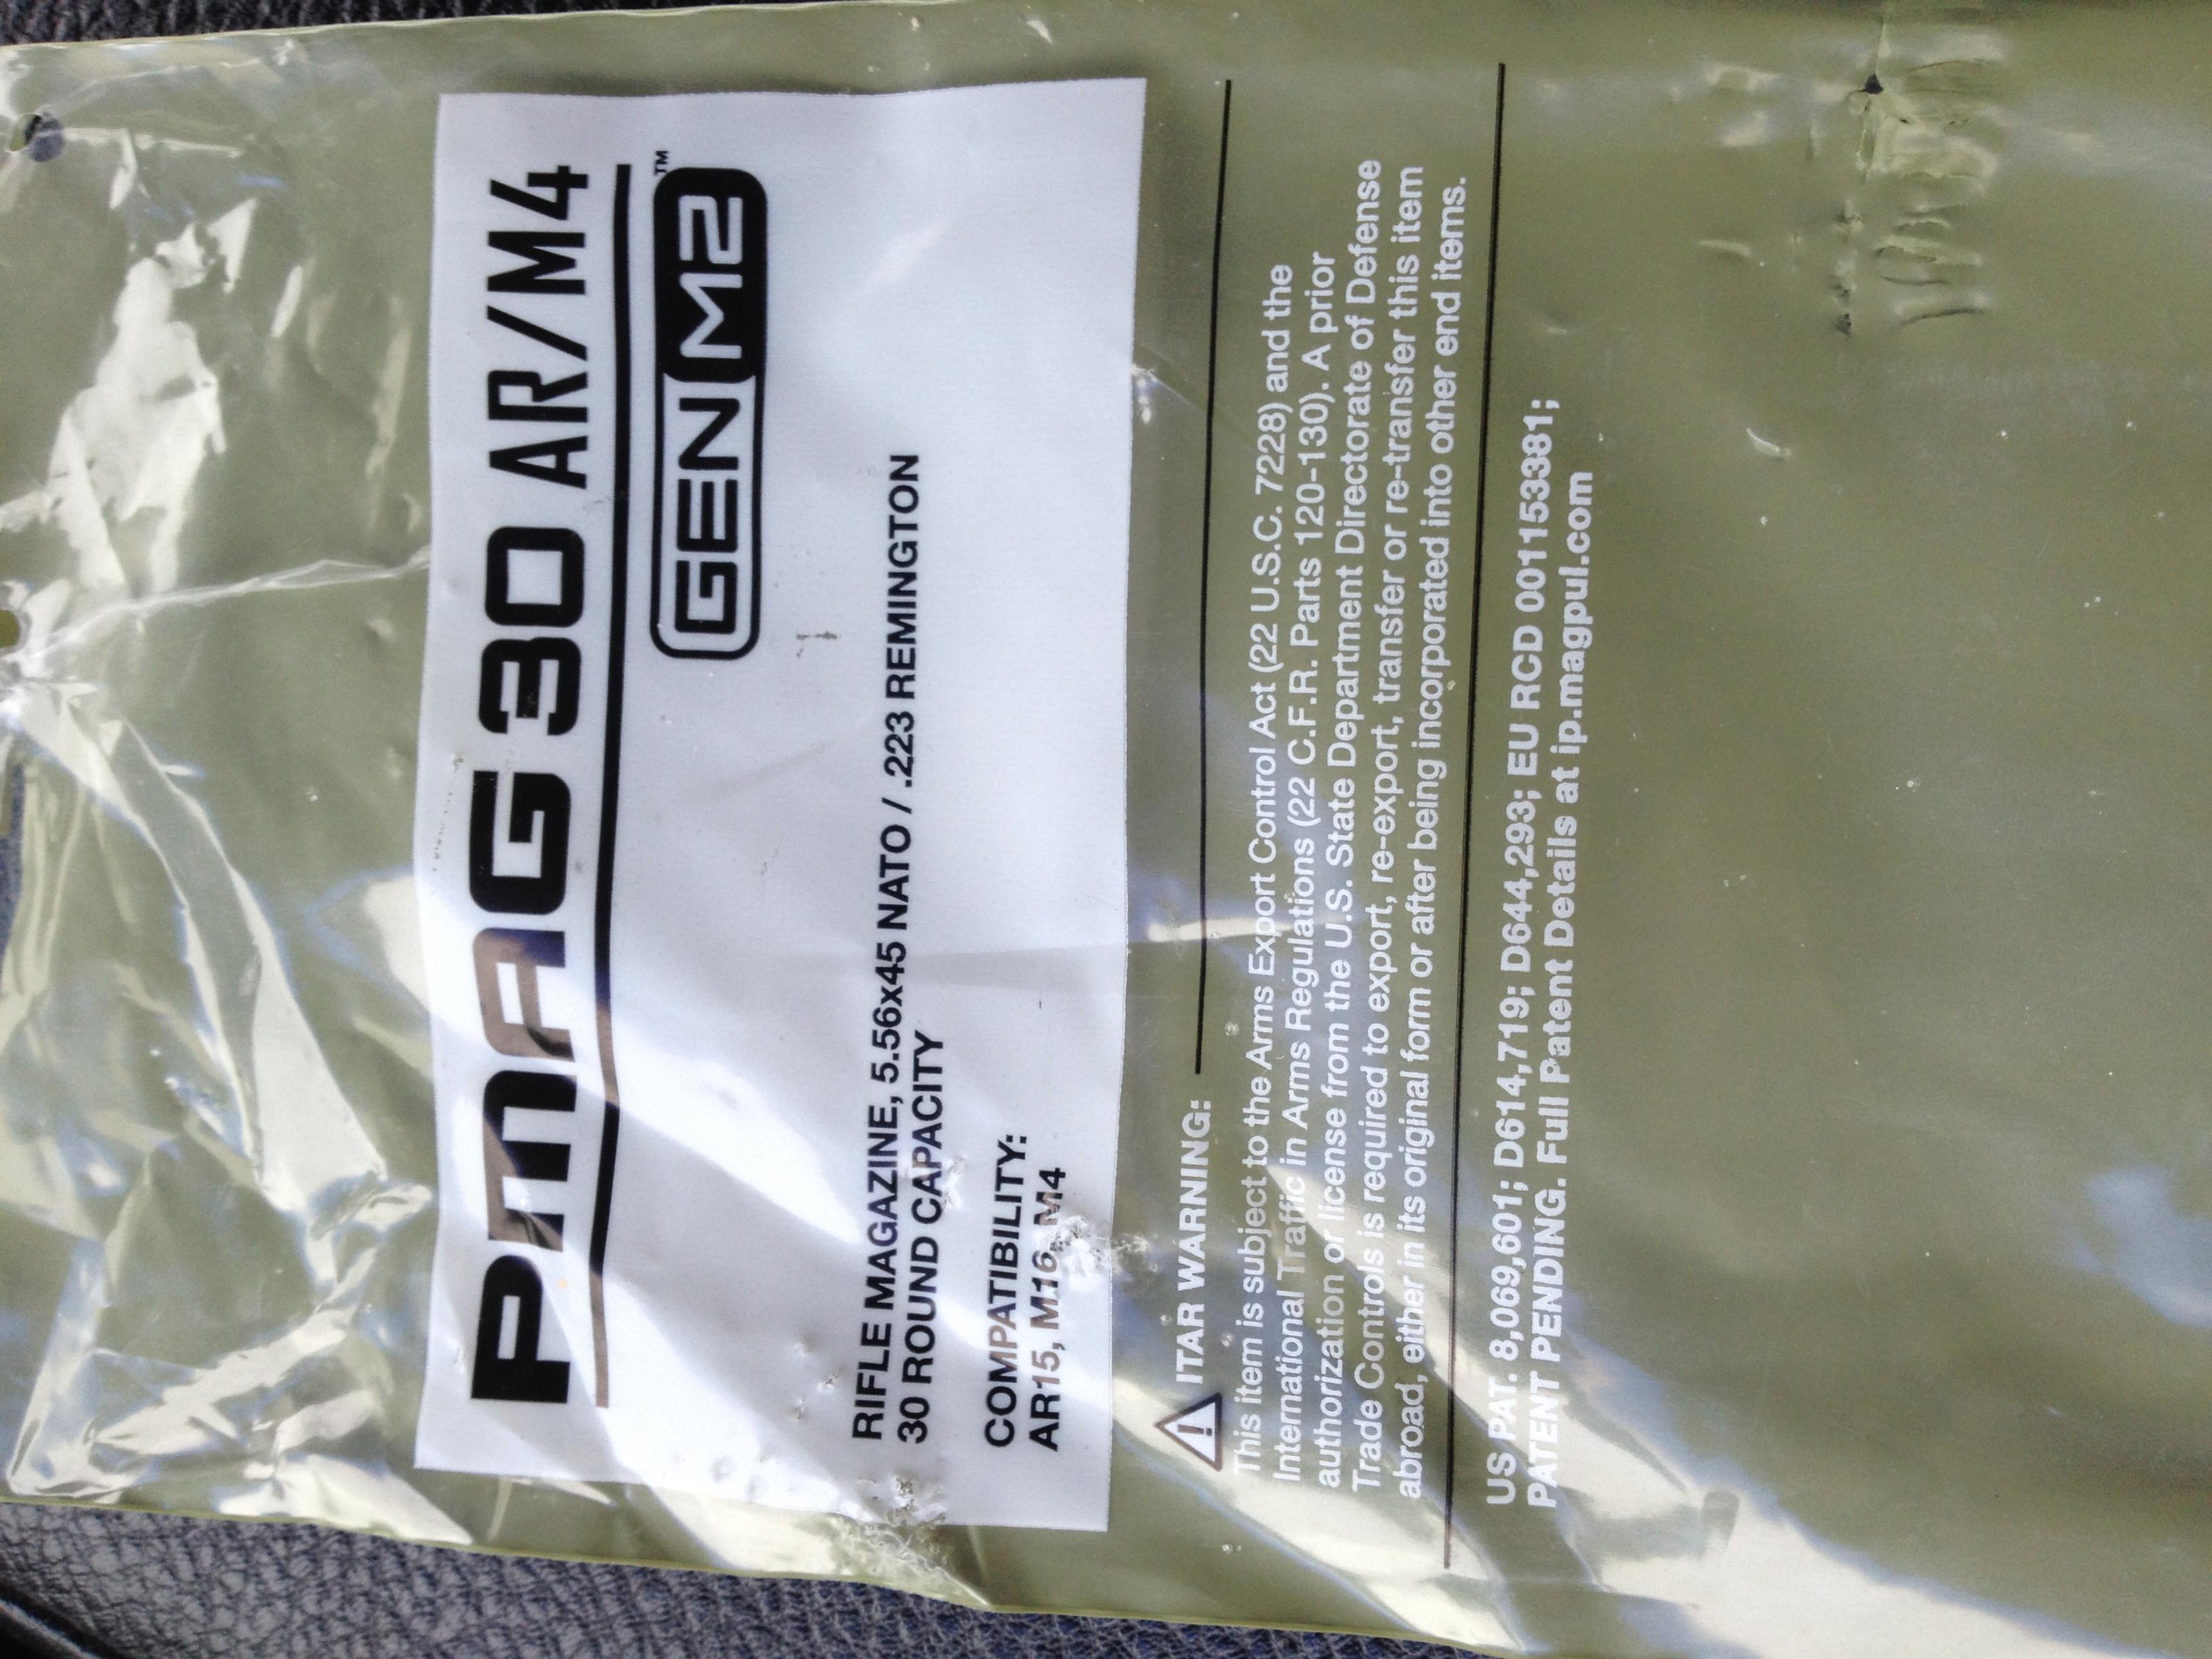 PMAG 30 AR/M4
GEN M2™
RIFLE MAGAZINE, 5.56x45 NATO / .223 REMINGTON
30 ROUND CAPACITY
COMPATIBILITY:
AR15, M16, M4
ITAR WARNING:
This item is subject to the Arms Export Control Act (22 U.S.C. 7228) and the
International Traffic in Arms Regulations (22 C.F.R. Parts 120-130). A prior
authorization or license from the U.S. State Department Directorate of Defense
Trade Controls is required to export, re-export, transfer or re-transfer this item
abroad, either in its original form or after being incorporated into other end items.
US PAT. 8,069,601; D614,719; D644,293; EU RCD 001153381;
PATENT PENDING. Full Patent Details at ip.magpul.com